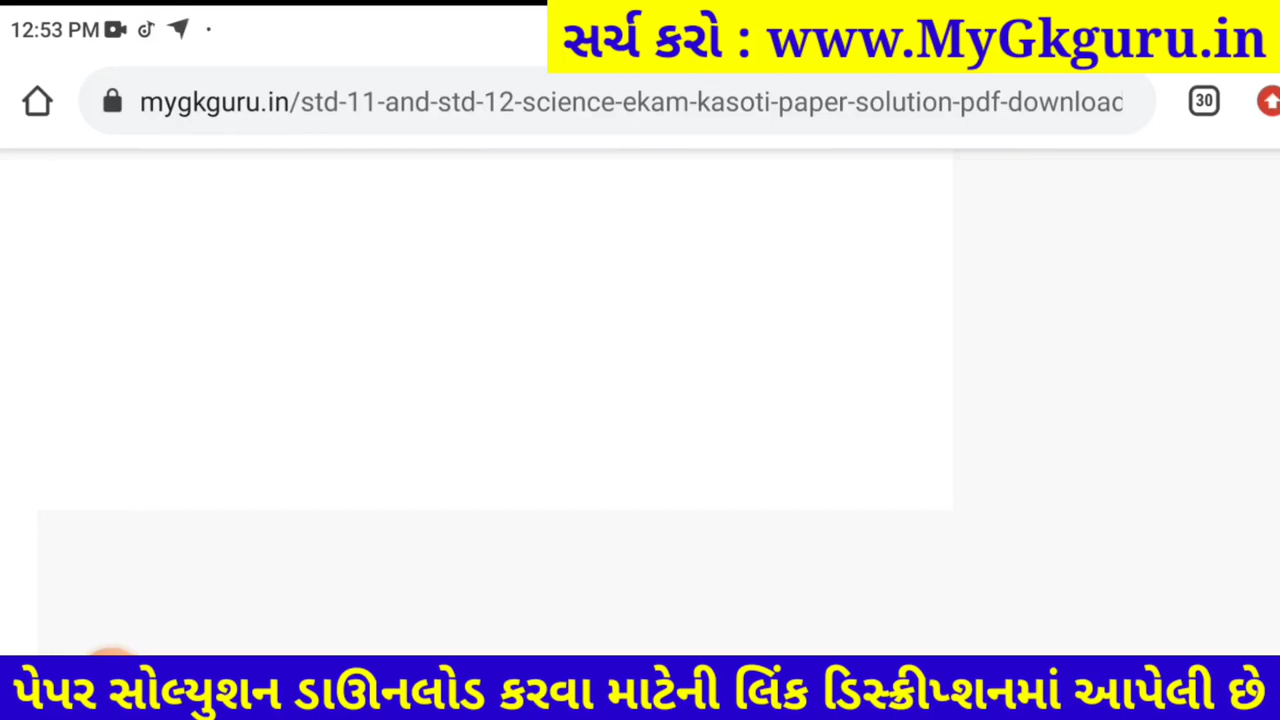 12:53 PM
સર્ચ કરો : www.MyGkguru.in
mygkguru.in/std-11-and-std-12-science-ekam-kasoti-paper-solution-pdf-download
30
પેપર સોલ્યુશન ડાઊનલોડ કરવા માટેની લિંક ડિસ્ક્રીપ્શનમાં આપેલી છે